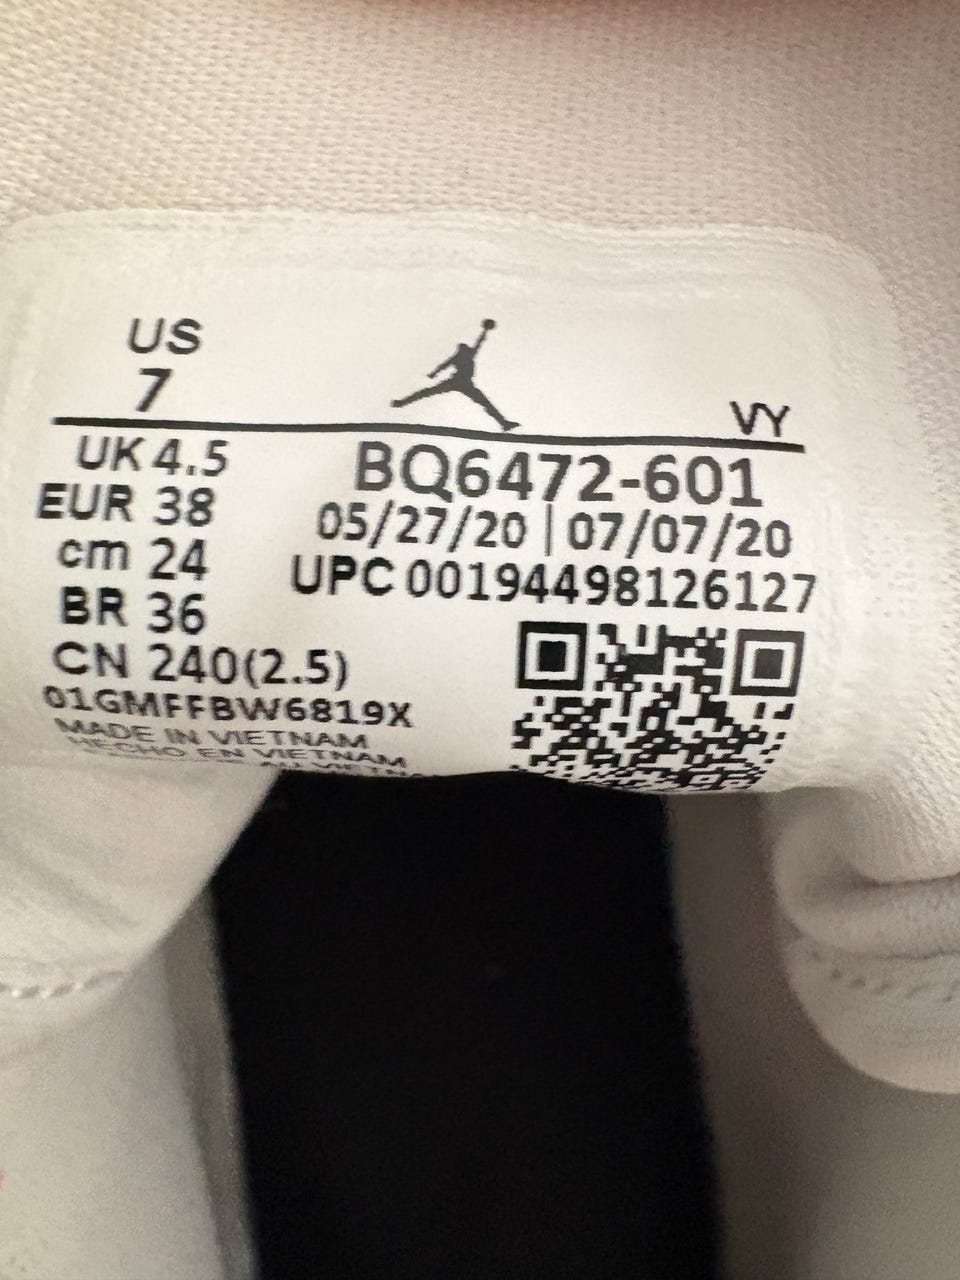 US
7
VY
UK 4.5
BQ6472-601
EUR 38
05/27/20 | 07/07/20
cm 24
UPC 00194498126127
BR 36
CN 240(2.5)
01GMFFBW6819X
MADE IN VIETNAM
HECHO EN VIETNAM